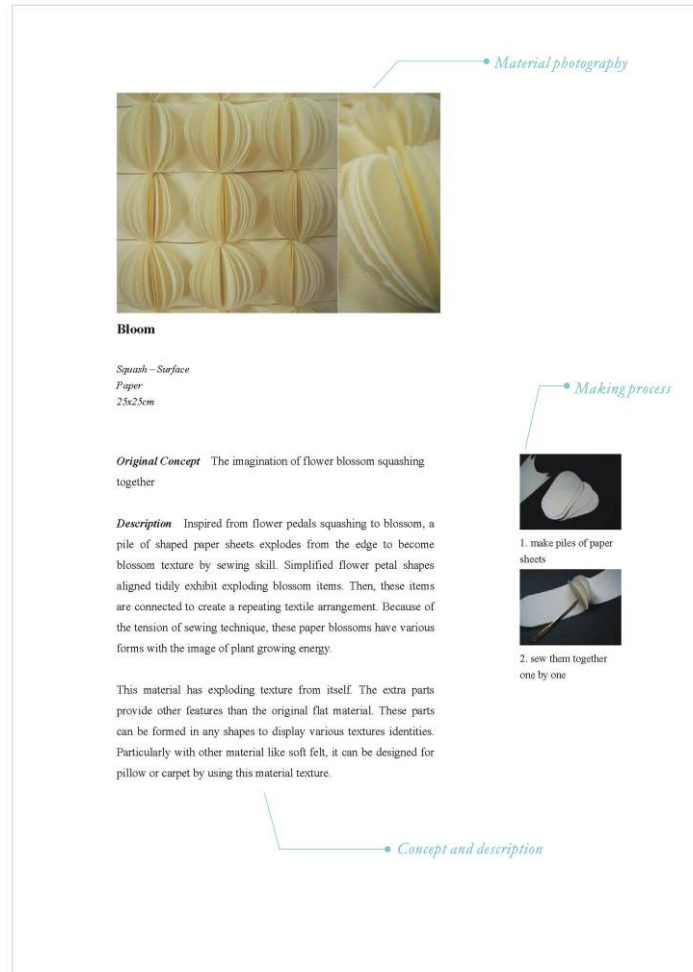 Material photography
Bloom
Squash – Surface
Paper
25x25cm
Making process
Original Concept The imagination of flower blossom squashing
together
Description Inspired from flower pedals squashing to blossom, a
pile of shaped paper sheets explodes from the edge to become
blossom texture by sewing skill. Simplified flower petal shapes
aligned tidily exhibit exploding blossom items. Then, these items
are connected to create a repeating textile arrangement. Because of
the tension of sewing technique, these paper blossoms have various
forms with the image of plant growing energy.
This material has exploding texture from itself. The extra parts
provide other features than the original flat material. These parts
can be formed in any shapes to display various textures identities.
Particularly with other material like soft felt, it can be designed for
pillow or carpet by using this material texture.
1. make piles of paper
sheets
2. sew them together
one by one
Concept and description